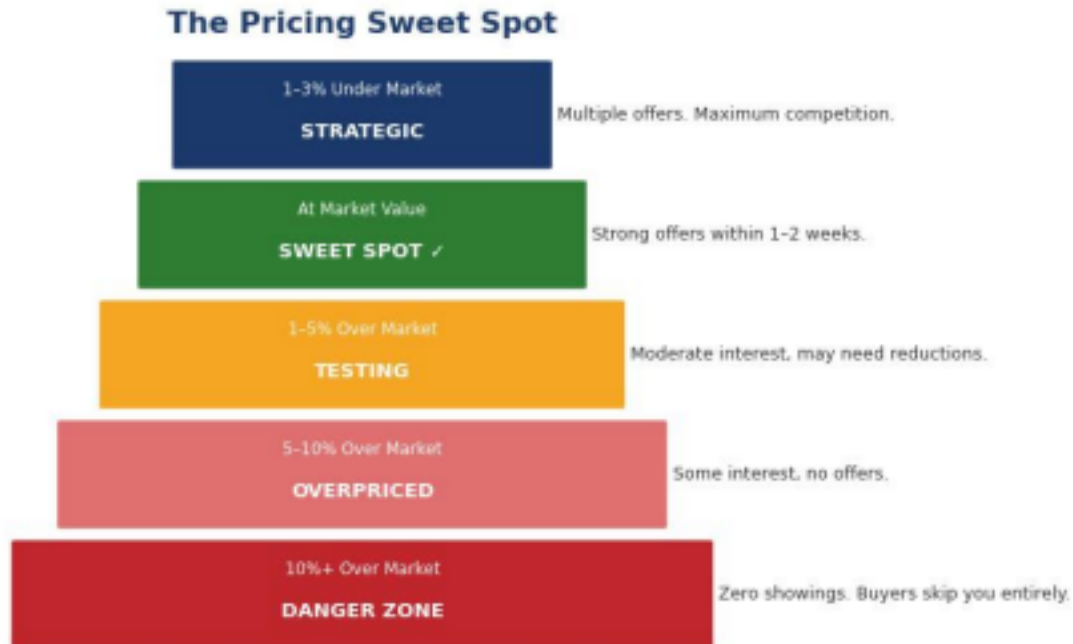 The Pricing Sweet Spot
1–3% Under Market
STRATEGIC
Multiple offers. Maximum competition.
At Market Value
SWEET SPOT ✓
Strong offers within 1–2 weeks.
1–5% Over Market
TESTING
Moderate interest, may need reductions.
5–10% Over Market
OVERPRICED
Some interest, no offers.
10%+ Over Market
DANGER ZONE
Zero showings. Buyers skip you entirely.